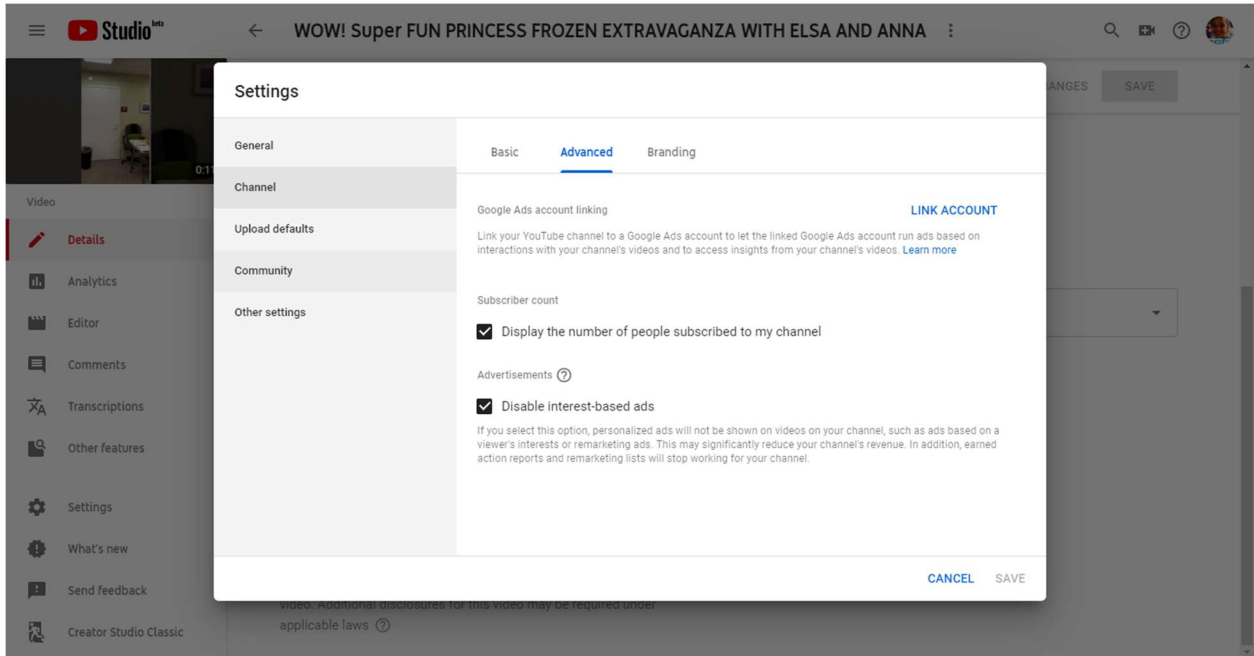 Studio beta
WOW! Super FUN PRINCESS FROZEN EXTRAVAGANZA WITH ELSA AND ANNA
ANGES
SAVE
0:11
Video
Details
Analytics
Editor
Comments
Transcriptions
Other features
Settings
What's new
Send feedback
Creator Studio Classic
Settings
General
Channel
Upload defaults
Community
Other settings
Basic
Advanced
Branding
Google Ads account linking
LINK ACCOUNT
Link your YouTube channel to a Google Ads account to let the linked Google Ads account run ads based on
interactions with your channel's videos and to access insights from your channel's videos. Learn more
Subscriber count
Display the number of people subscribed to my channel
Advertisements
Disable interest-based ads
If you select this option, personalized ads will not be shown on videos on your channel, such as ads based on a
viewer's interests or remarketing ads. This may significantly reduce your channel's revenue. In addition, earned
action reports and remarketing lists will stop working for your channel.
CANCEL
SAVE
video. Additional disclosures for this video may be required under
applicable laws